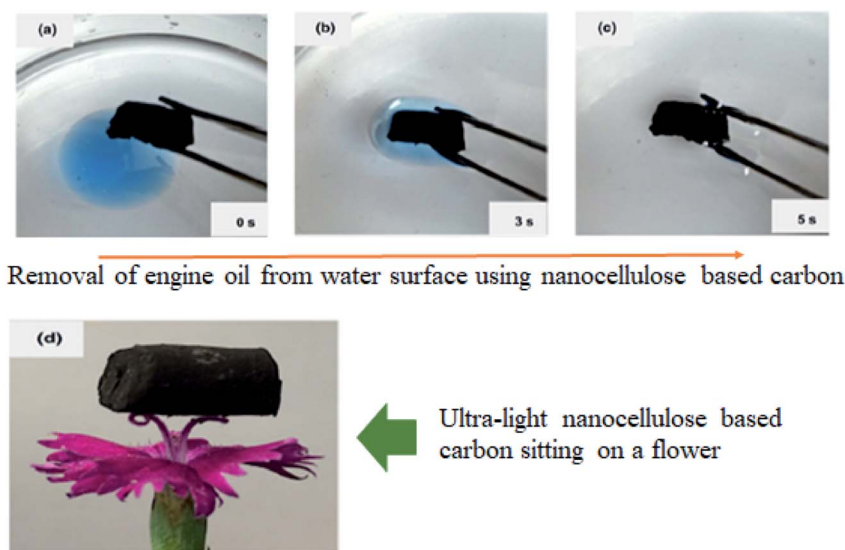 (a)
(b)
(c)
0 s
3 s
5 s
Removal of engine oil from water surface using nanocellulose based carbon
(d)
Ultra-light nanocellulose based
carbon sitting on a flower